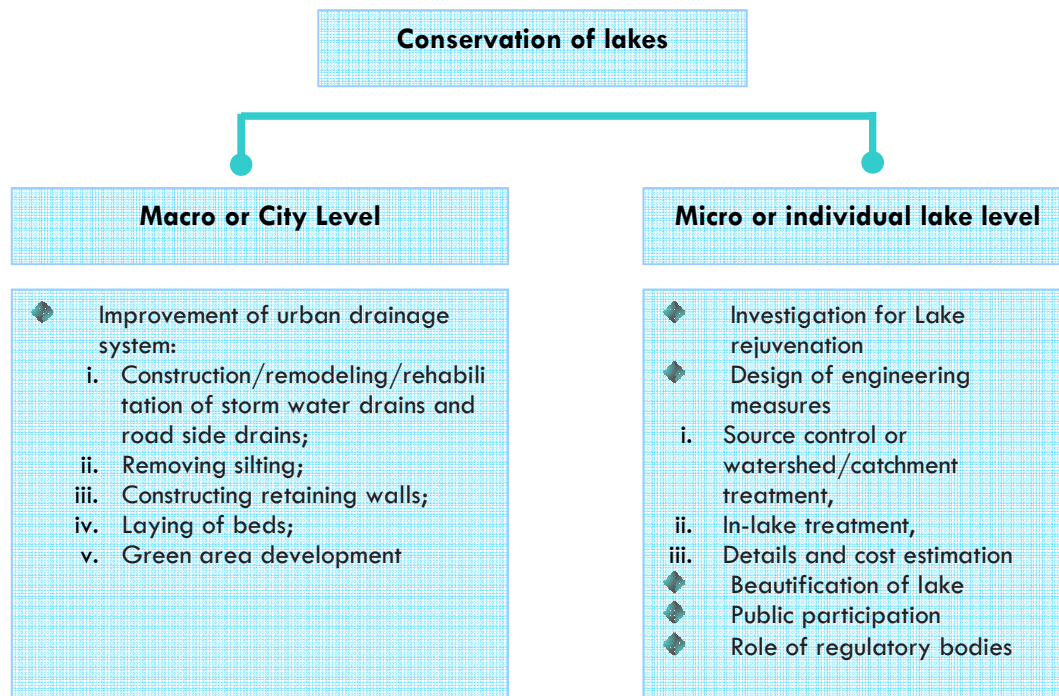 Conservation of lakes
Macro or City Level
Improvement of urban drainage
system:
i. Construction/remodeling/rehabili
tation of storm water drains and
road side drains;
ii. Removing silting;
iii. Constructing retaining walls;
iv. Laying of beds;
v. Green area development
Micro or individual lake level
Investigation for Lake
rejuvenation
Design of engineering
measures
i. Source control or
watershed/catchment
treatment,
ii. In-lake treatment,
iii. Details and cost estimation
Beautification of lake
Public participation
Role of regulatory bodies